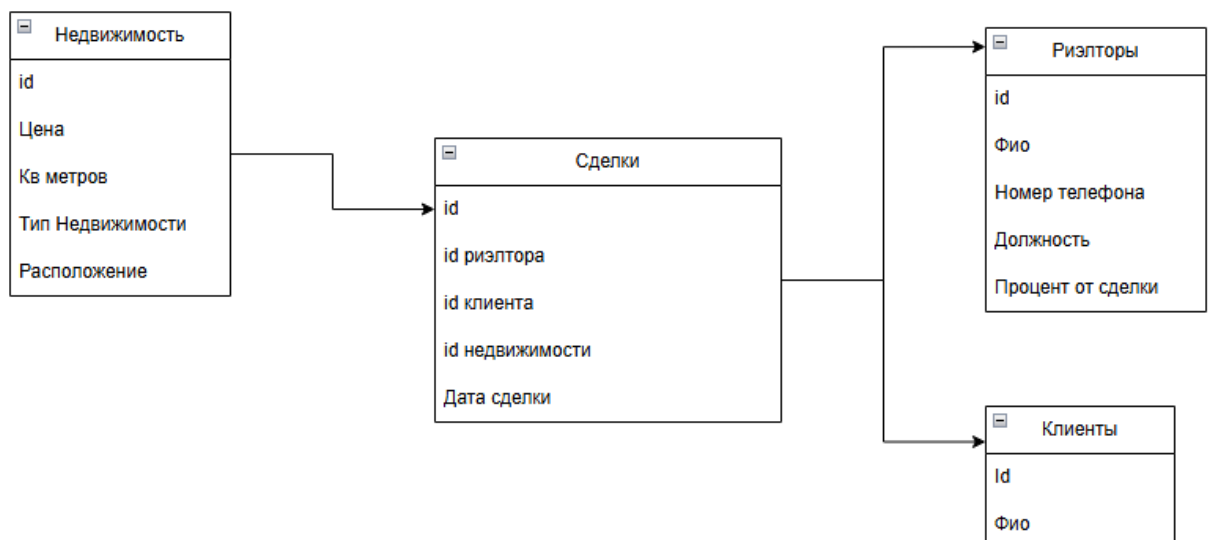 Недвижимость
id
Цена
Кв метров
Тип Недвижимости
Расположение
Сделки
id
id риэлтора
id клиента
id недвижимости
Дата сделки
Риэлторы
id
Фио
Номер телефона
Должность
Процент от сделки
Клиенты
Id
Фио